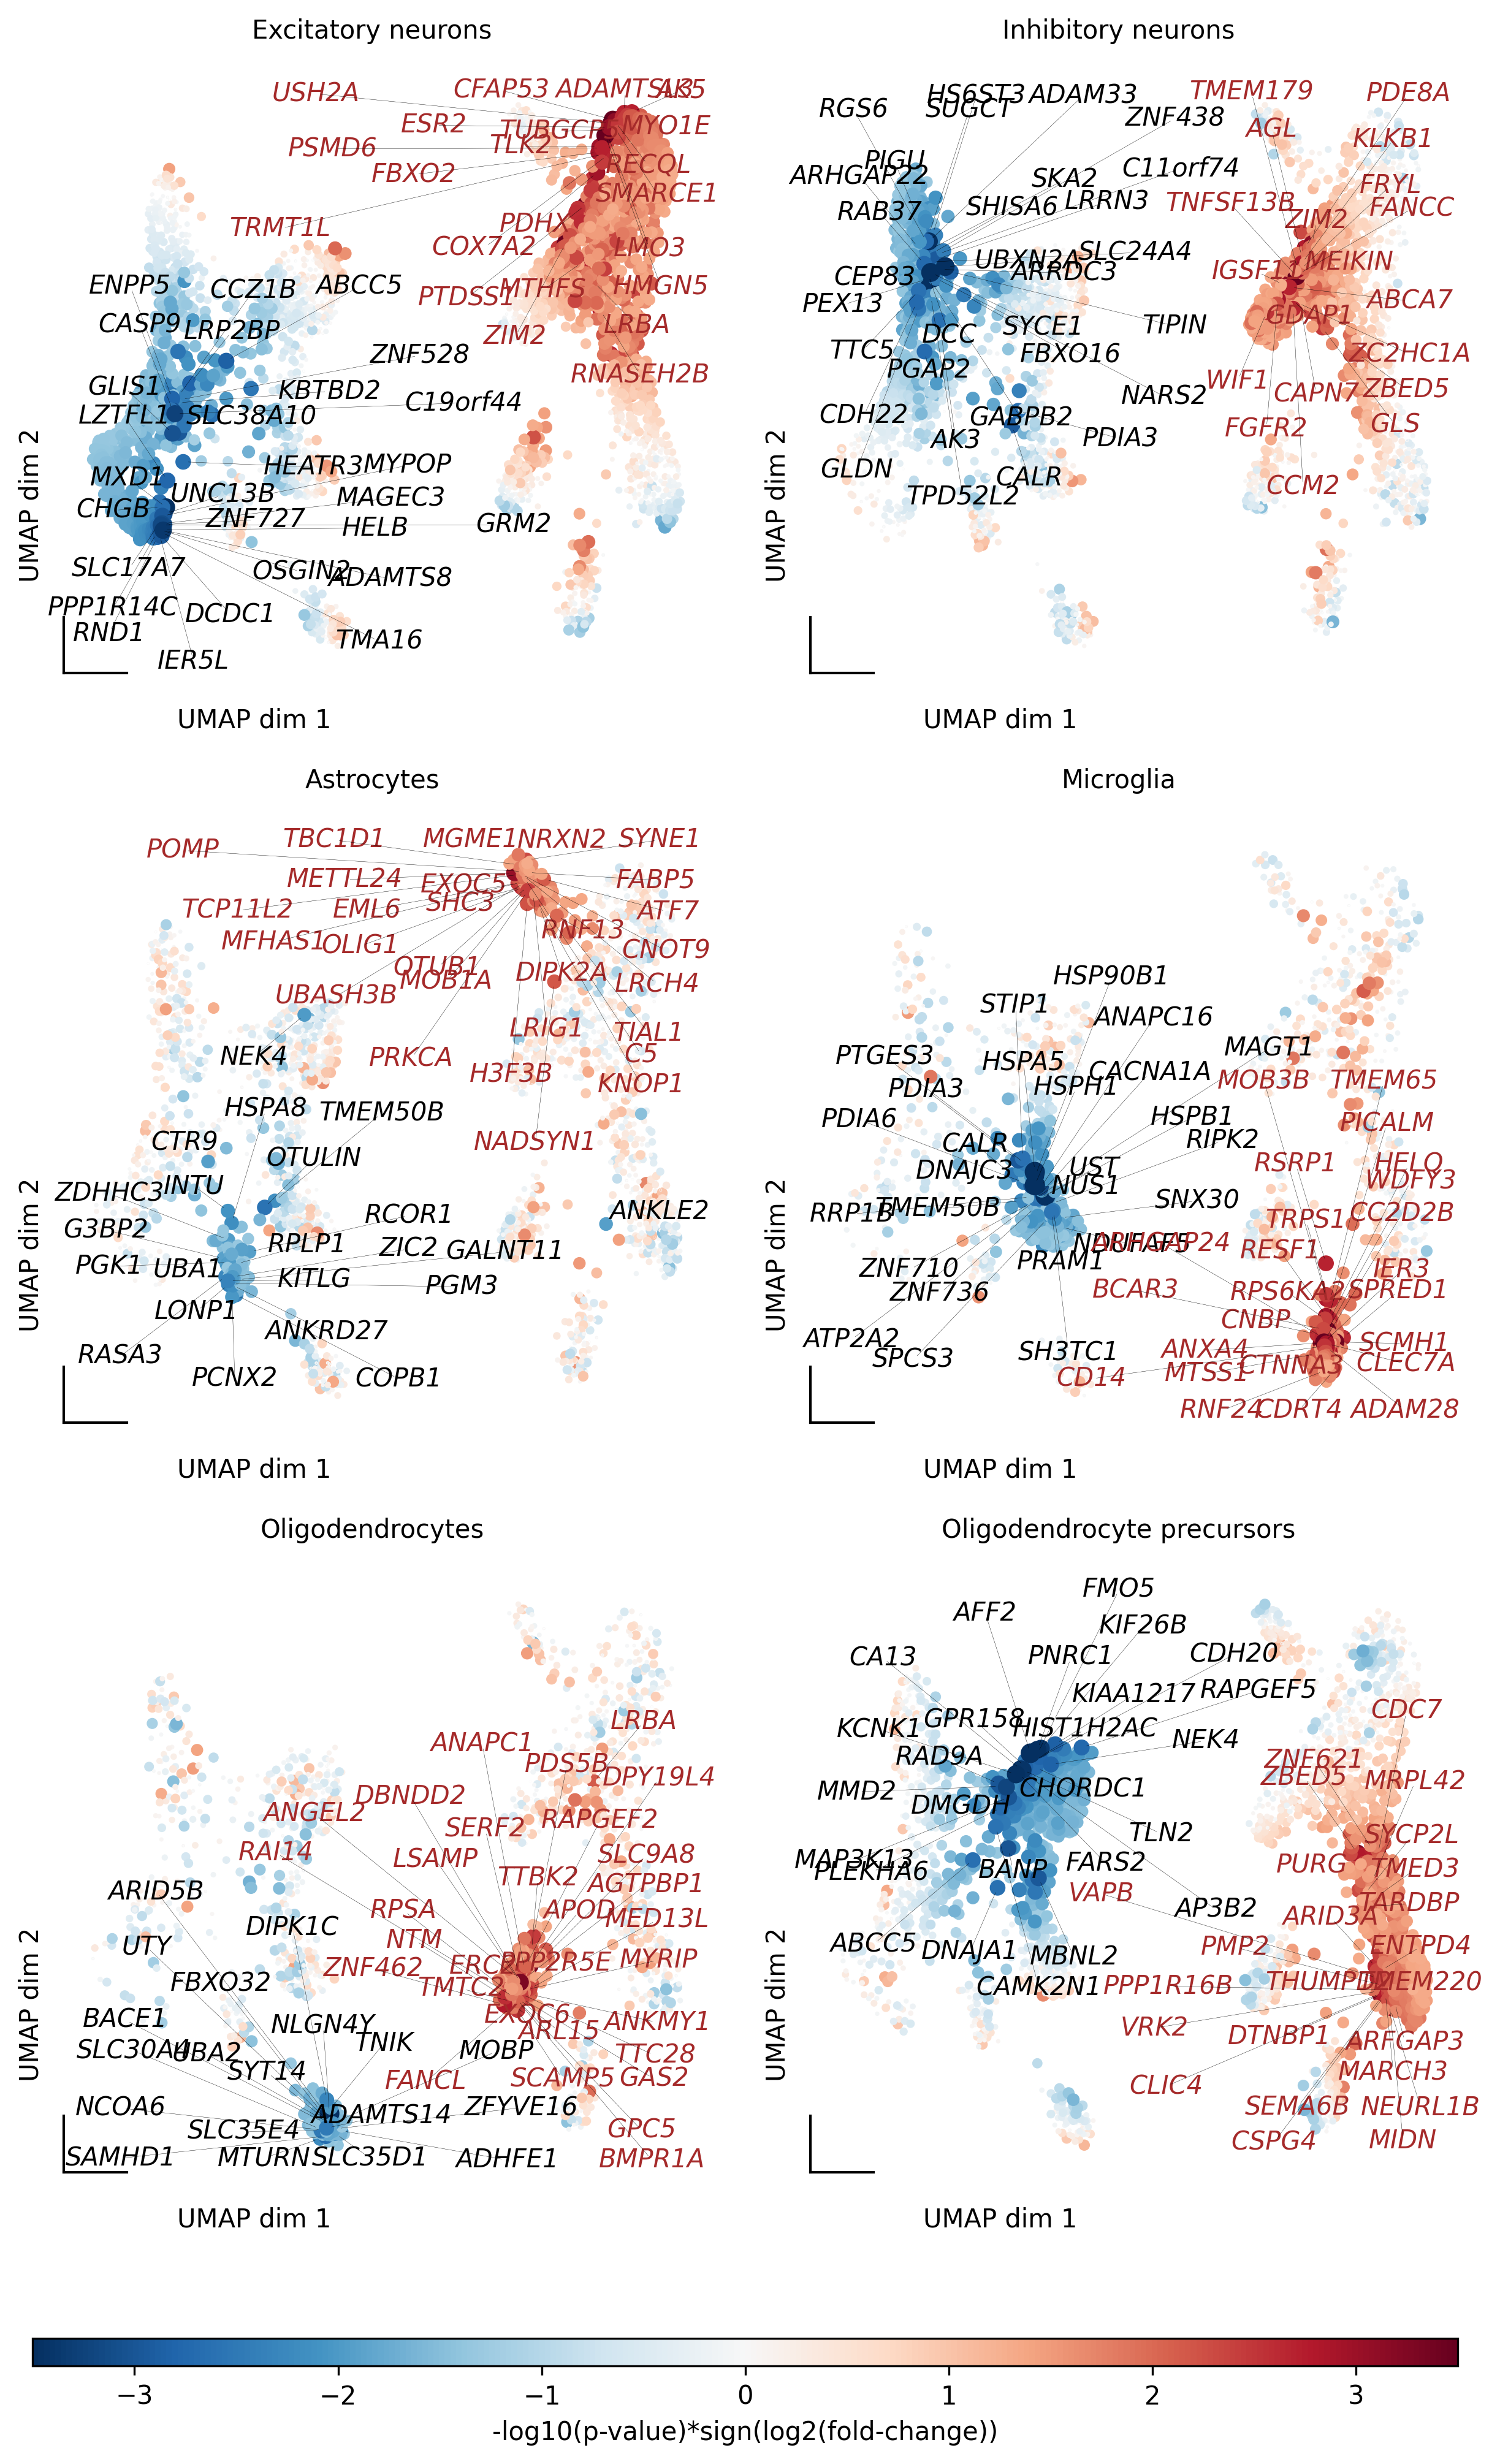 Excitatory neurons
Inhibitory neurons
USH2A
CFAP53
ADAMTSL3
AK5
ESR2
TUBGCP5
MYO1E
PSMD6
TLK2
FBXO2
RECQL
SMARCE1
TRMT1L
PDHX
COX7A2
LMO3
ENPP5
CCZ1B
ABCC5
PTDSS1
MTHFS
HMGN5
CASP9
LRP2BP
ZIM2
LRBA
ZNF528
RNASEH2B
GLIS1
KBTBD2
LZTFL1
SLC38A10
C19orf44
MXD1
HEATR3
MYPOP
UNC13B
MAGEC3
CHGB
ZNF727
HELB
GRM2
SLC17A7
OSGIN2
ADAMTS8
PPP1R14C
DCDC1
RND1
TMA16
IER5L
UMAP dim 2
UMAP dim 1
RGS6
HS6ST3
ADAM33
SUGCT
TMEM179
PDE8A
ZNF438
AGL
KLKB1
PIGU
ARHGAP22
C11orf74
SKA2
FRYL
RAB37
SHISA6
LRRN3
TNFSF13B
ZIM2
FANCC
UBXN2A
SLC24A4
ARRDC3
CEP83
MEIKIN
PEX13
ABCA7
GDAP1
DCC
SYCE1
TIPIN
TTC5
FBXO16
ZC2HC1A
PGAP2
WIF1
CAPN7
ZBED5
NARS2
CDH22
GABPB2
FGFR2
GLS
AK3
PDIA3
GLDN
CALR
CCM2
TPD52L2
UMAP dim 2
UMAP dim 1
Astrocytes
Microglia
POMP
TBC1D1
MGME1
NRXN2
SYNE1
METTL24
EXOC5
FABP5
TCP11L2
EML6
SHC3
ATF7
MFHAS1
OLIG1
RNF13
CNOT9
OTUB1
MOB1A
DIPK2A
LRCH4
UBASH3B
LRIG1
TIAL1
NEK4
PRKCA
C5
H3F3B
KNOP1
HSPA8
TMEM50B
CTR9
NADSYN1
OTULIN
ZDHHC3
INTU
RCOR1
ANKLE2
G3BP2
RPLP1
ZIC2
GALNT11
PGK1
UBA1
KITLG
PGM3
LONP1
ANKRD27
RASA3
PCNX2
COPB1
UMAP dim 2
UMAP dim 1
HSP90B1
STIP1
ANAPC16
PTGES3
HSPA5
MAGT1
PDIA3
HSPH1
CACNA1A
MOB3B
TMEM65
PDIA6
HSPB1
PICALM
CALR
RIPK2
DNAJC3
UST
RSRP1
HELQ
NUS1
WDFY3
RRP1B
TMEM50B
SNX30
TRPS1
CC2D2B
NDUFAF5
ARHGAP24
RESF1
ZNF710
PRAM1
IER3
ZNF736
BCAR3
RPS6KA2
SPRED1
CNBP
ATP2A2
SPCS3
SH3TC1
ANXA4
SCMH1
CD14
MTSS1
CTNNA3
CLEC7A
RNF24
CDRT4
ADAM28
UMAP dim 2
UMAP dim 1
Oligodendrocytes
Oligodendrocyte precursors
LRBA
ANAPC1
PDS5B
DPY19L4
DBNDD2
ANGEL2
SERF2
RAPGEF2
RAI14
LSAMP
SLC9A8
TTBK2
AGTPBP1
ARID5B
RPSA
APOD
MED13L
DIPK1C
NTM
UTY
ZNF462
PPP2R5E
MYRIP
FBXO32
TMTC2
BACE1
NLGN4Y
EXOC6
ARL15
ANKMY1
SLC30A4
UBA2
TNIK
MOBP
TTC28
SYT14
FANCL
SCAMP5
GAS2
NCOA6
ADAMTS14
ZFYVE16
SLC35E4
GPC5
SAMHD1
MTURN
SLC35D1
ADHFE1
BMPR1A
UMAP dim 2
UMAP dim 1
FMO5
AFF2
KIF26B
CA13
PNRC1
CDH20
KIAA1217
RAPGEF5
KCNK1
GPR158
HIST1H2AC
NEK4
CDC7
RAD9A
ZNF621
ZBED5
MRPL42
MMD2
CHORDC1
DMGDH
TLN2
SYCP2L
MAP3K13
PLEKHA6
BANP
FARS2
PURG
TMED3
VAPB
AP3B2
TARDBP
ARID3A
ABCC5
DNAJA1
MBNL2
PMP2
ENTPD4
CAMK2N1
PPP1R16B
THUMPD2
TMEM220
VRK2
DTNBP1
ARFGAP3
MARCH3
CLIC4
SEMA6B
NEURL1B
CSPG4
MIDN
UMAP dim 2
UMAP dim 1
−3 −2 −1 0 1 2 3
-log10(p-value)*sign(log2(fold-change))